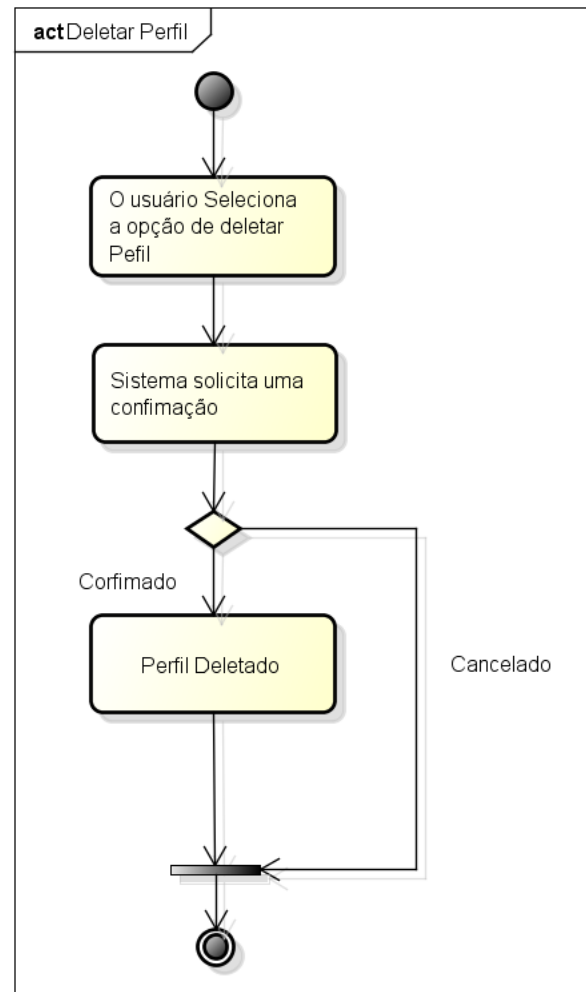 act Deletar Perfil
O usuário Seleciona
a opção de deletar
Pefil
Sistema solicita uma
confimação
Corfimado
Perfil Deletado
Cancelado